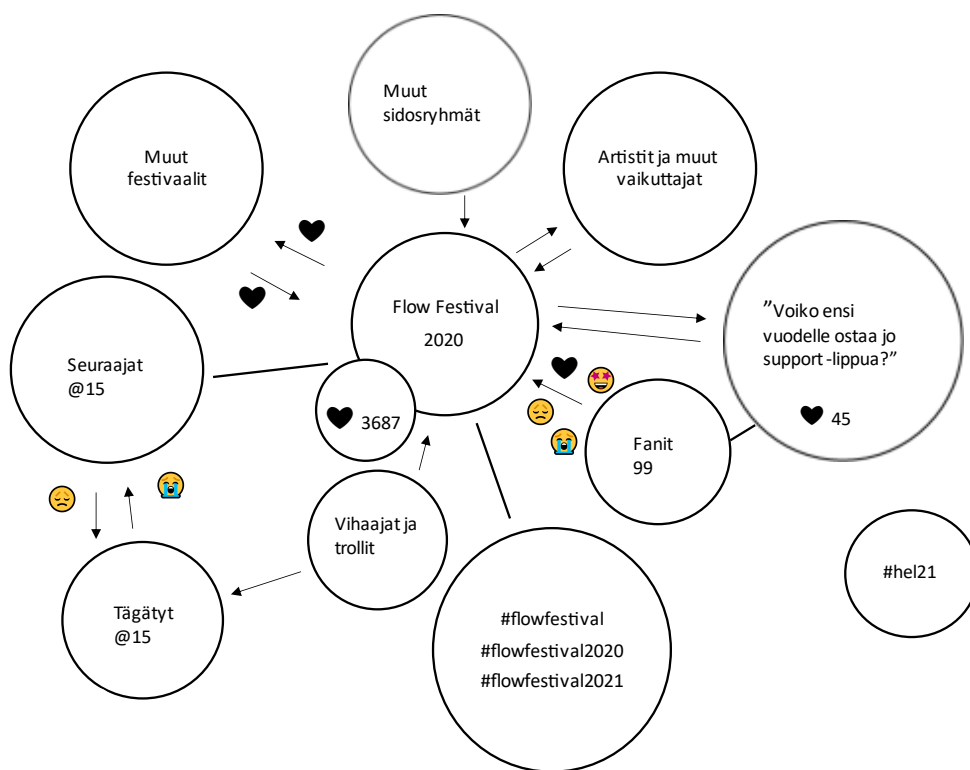 Muut
sidosryhmät
Muut
festivaalit
Artistit ja muut
vaikuttajat
Flow Festival
2020
”Voiko ensi
vuodelle ostaa jo
support -lippua?”
45
Seuraajat
@15
3687
Fanit
99
Vihaajat ja
trollit
#hel21
Tägätyt
@15
#flowfestival
#flowfestival2020
#flowfestival2021